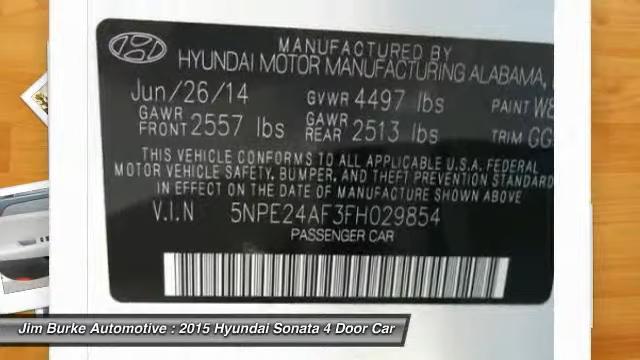 MANUFACTURED BY
HYUNDAI MOTOR MANUFACTURING ALABAMA,
Jun/26/14 GVWR 4497 lbs PAINT W8
GAWR FRONT 2557 lbs GAWR REAR 2513 lbs TRIM GG
THIS VEHICLE CONFORMS TO ALL APPLICABLE U.S.A. FEDERAL
MOTOR VEHICLE SAFETY, BUMPER, AND THEFT PREVENTION STANDARD
IN EFFECT ON THE DATE OF MANUFACTURE SHOWN ABOVE
V.I.N 5NPE24AF3FH029854
PASSENGER CAR
Jim Burke Automotive : 2015 Hyundai Sonata 4 Door Car